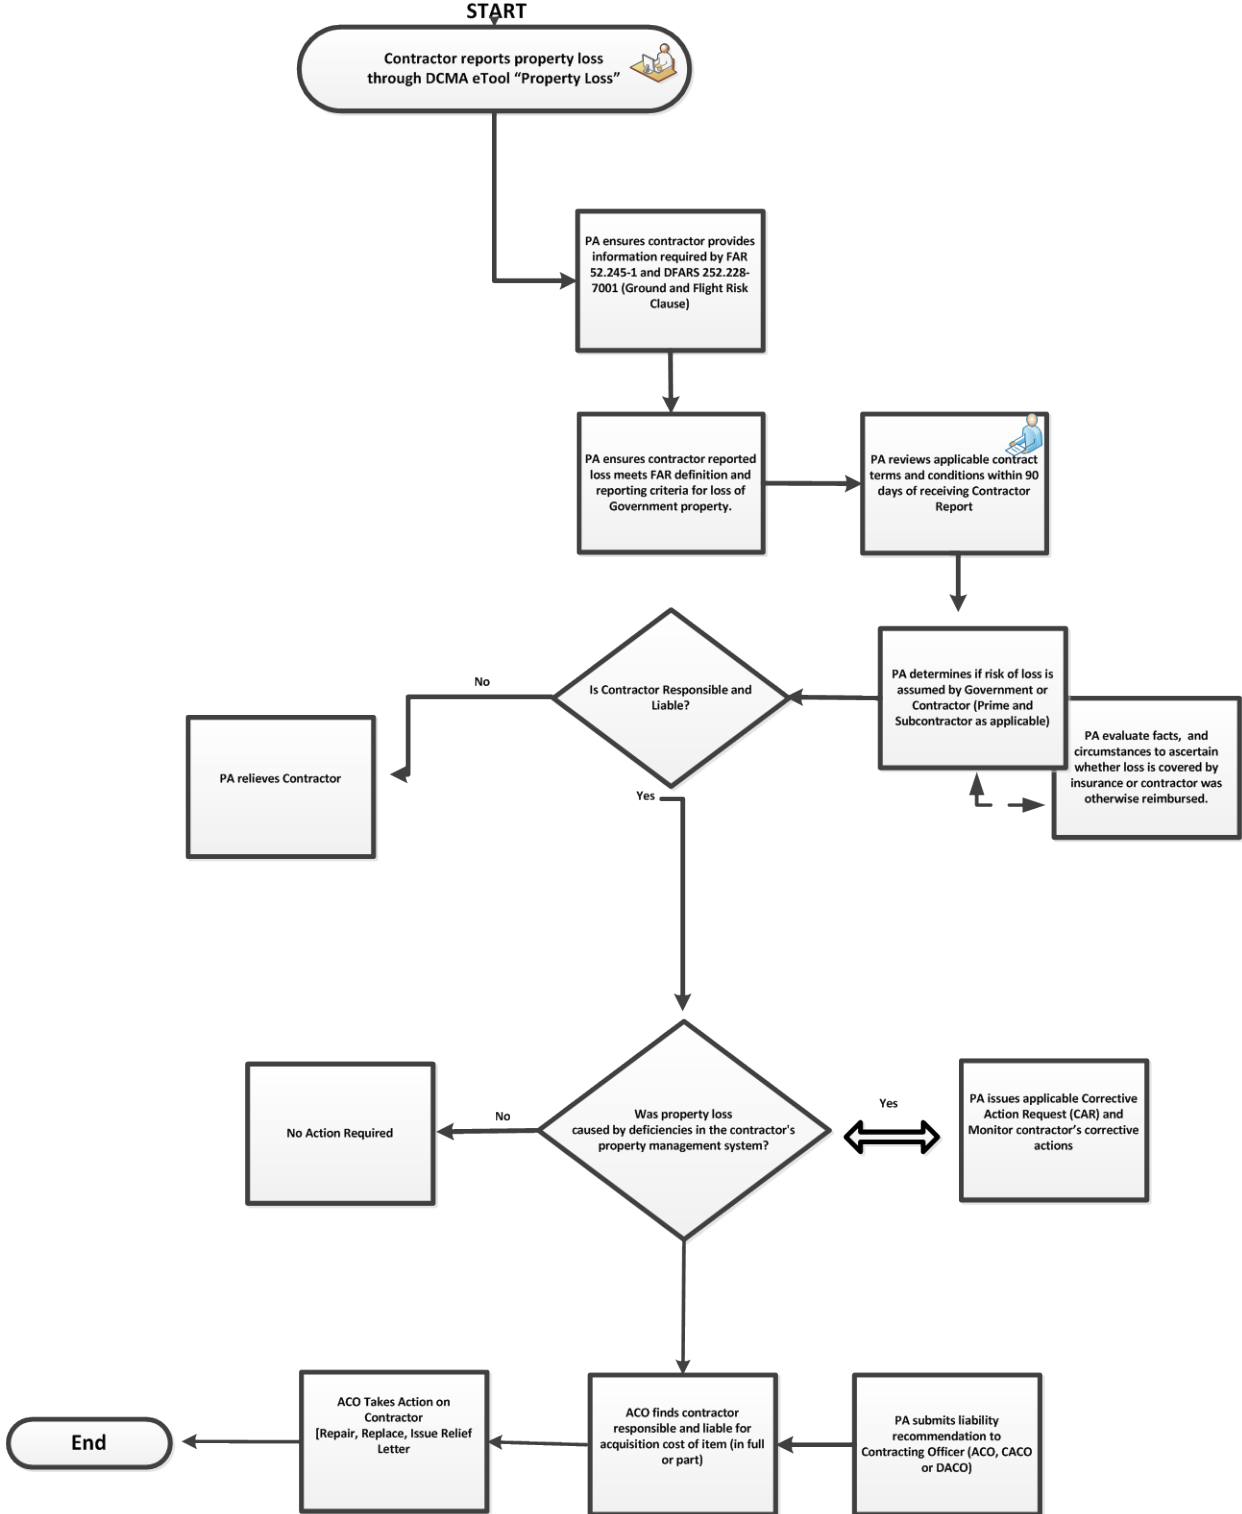 START
Contractor reports property loss
through DCMA eTool “Property Loss”
PA ensures contractor provides
information required by FAR
52.245-1 and DFARS 252.228-
7001 (Ground and Flight Risk
Clause)
PA ensures contractor reported
loss meets FAR definition and
reporting criteria for loss of
Government property.
PA reviews applicable contract
terms and conditions within 90
days of receiving Contractor
Report
PA determines if risk of loss is
assumed by Government or
Contractor (Prime and
Subcontractor as applicable)
PA evaluate facts, and
circumstances to ascertain
whether loss is covered by
insurance or contractor was
otherwise reimbursed.
Is Contractor Responsible and
Liable?
No
PA relieves Contractor
Yes
Was property loss
caused by deficiencies in the contractor's
property management system?
No
No Action Required
Yes
PA issues applicable Corrective
Action Request (CAR) and
Monitor contractor’s corrective
actions
PA submits liability
recommendation to
Contracting Officer (ACO, CACO
or DACO)
ACO finds contractor
responsible and liable for
acquisition cost of item (in full
or part)
ACO Takes Action on
Contractor
[Repair, Replace, Issue Relief
Letter
End